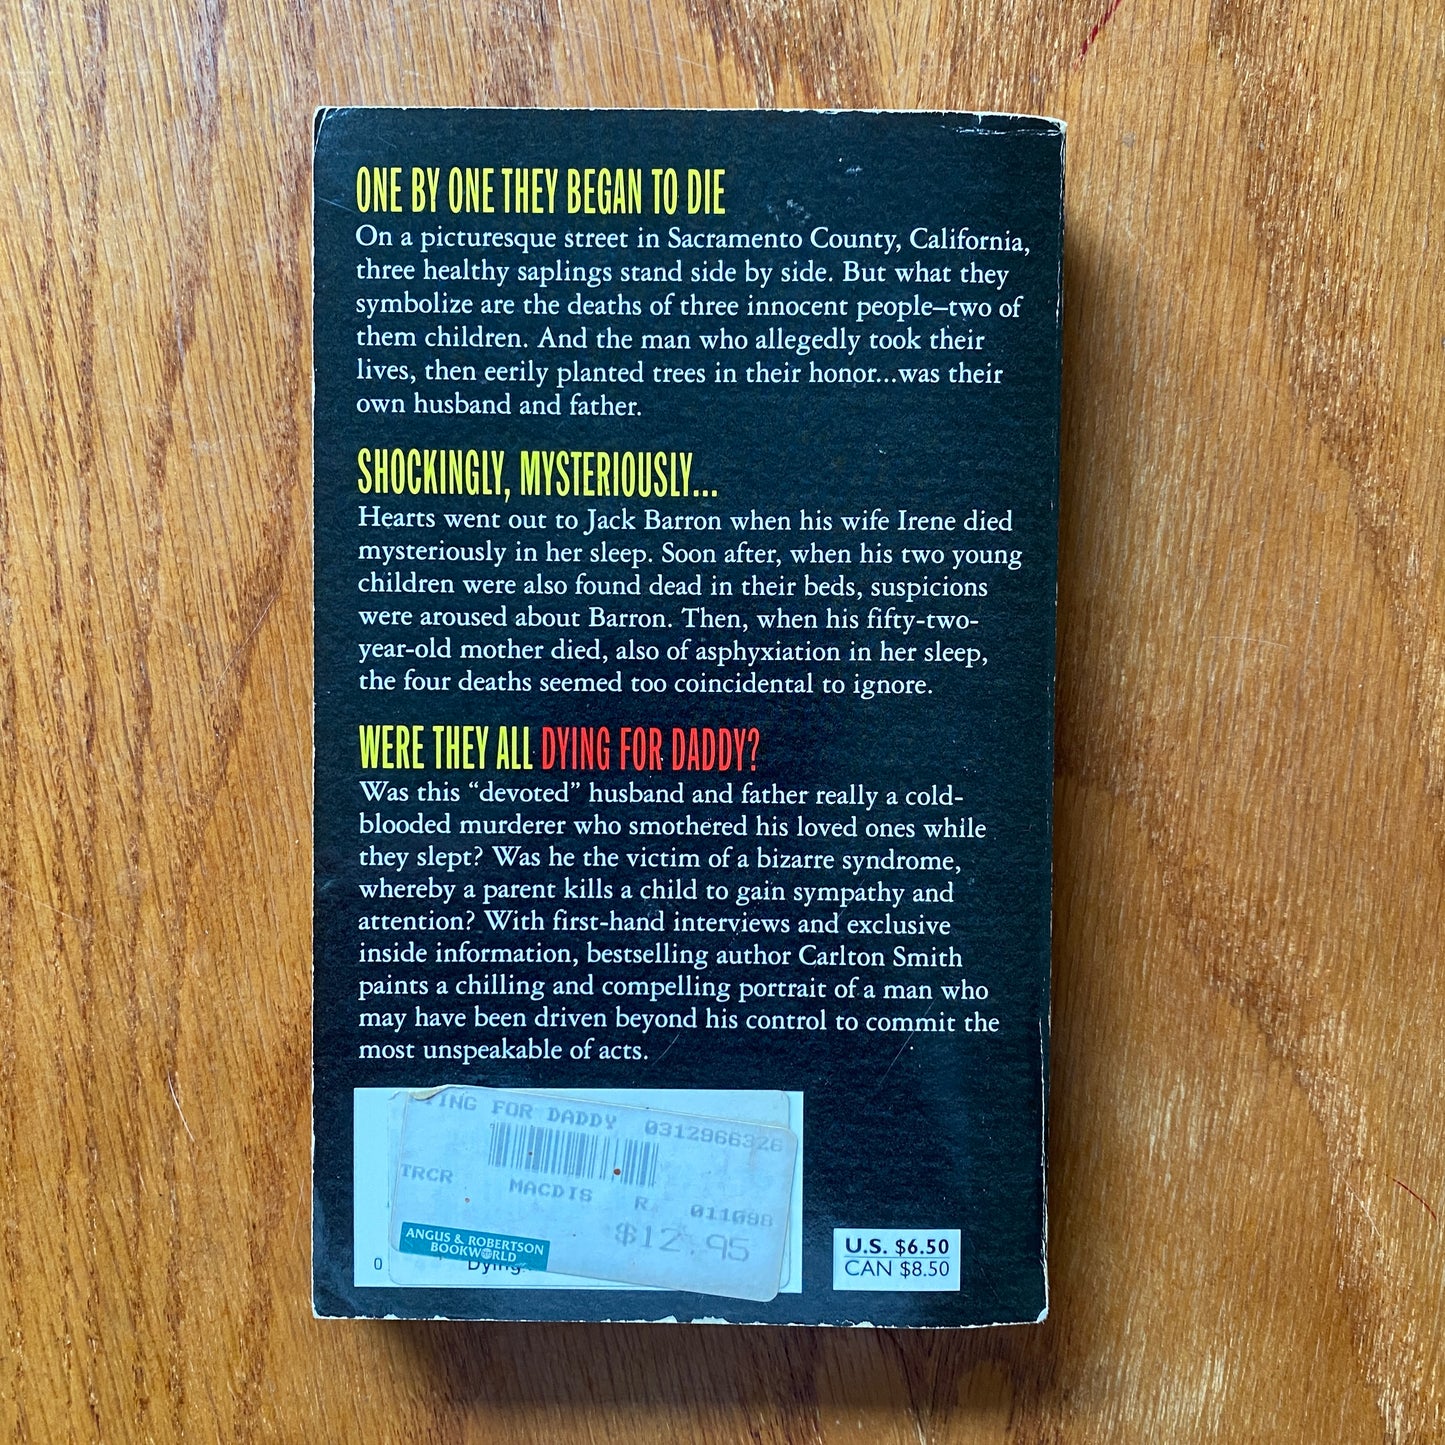 ONE BY ONE THEY BEGAN TO DIE
On a picturesque street in Sacramento County, California,
three healthy saplings stand side by side. But what they
symbolize are the deaths of three innocent people–two of
them children. And the man who allegedly took their
lives, then eerily planted trees in their honor...was their
own husband and father.
SHOCKINGLY, MYSTERIOUSLY...
Hearts went out to Jack Barron when his wife Irene died
mysteriously in her sleep. Soon after, when his two young
children were also found dead in their beds, suspicions
were aroused about Barron. Then, when his fifty-two-
year-old mother died, also of asphyxiation in her sleep,
the four deaths seemed too coincidental to ignore.
WERE THEY ALL DYING FOR DADDY?
Was this “devoted” husband and father really a cold-
blooded murderer who smothered his loved ones while
they slept? Was he the victim of a bizarre syndrome,
whereby a parent kills a child to gain sympathy and
attention? With first-hand interviews and exclusive
inside information, bestselling author Carlton Smith
paints a chilling and compelling portrait of a man who
may have been driven beyond his control to commit the
most unspeakable of acts.
DYING FOR DADDY 0312966326
TRCR MACDIS R 011098
$12.95
ANGUS & ROBERTSON
BOOKWORLD
0 Dying
U.S. $6.50
CAN $8.50